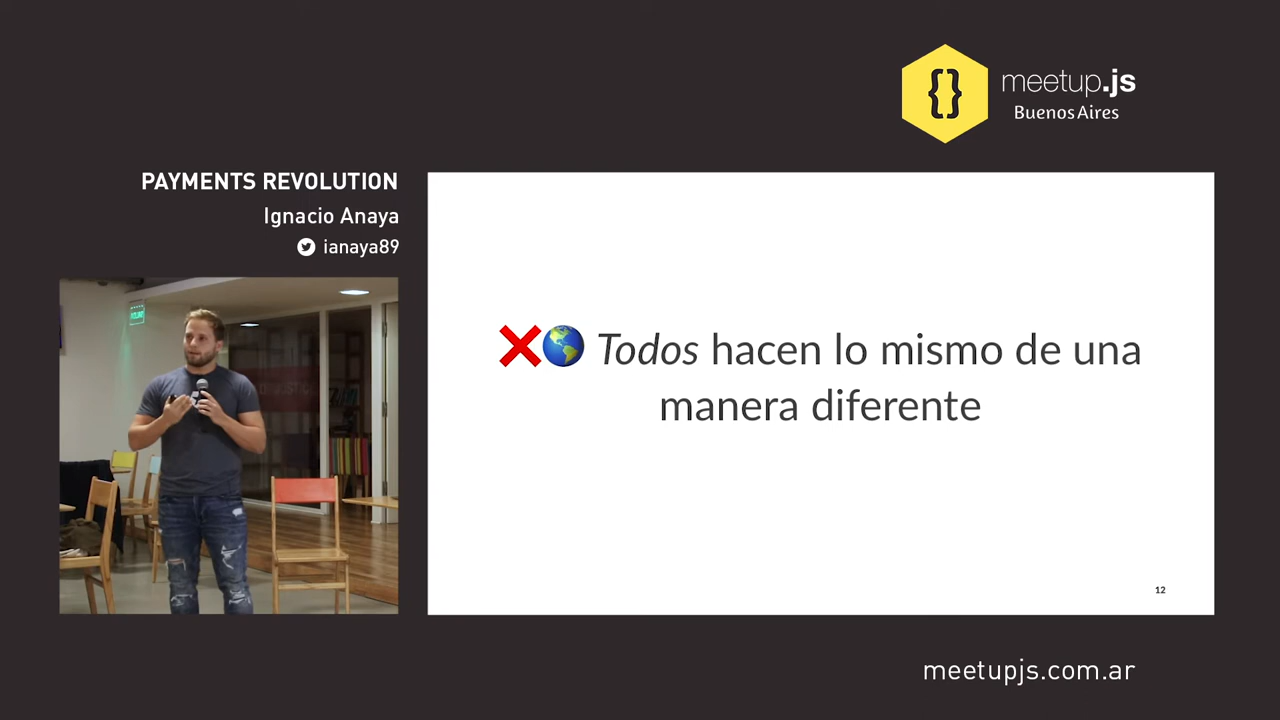 {} meetup.js
Buenos Aires
PAYMENTS REVOLUTION
Ignacio Anaya
ianaya89
❌🌎 Todos hacen lo mismo de una
manera diferente
12
meetupjs.com.ar